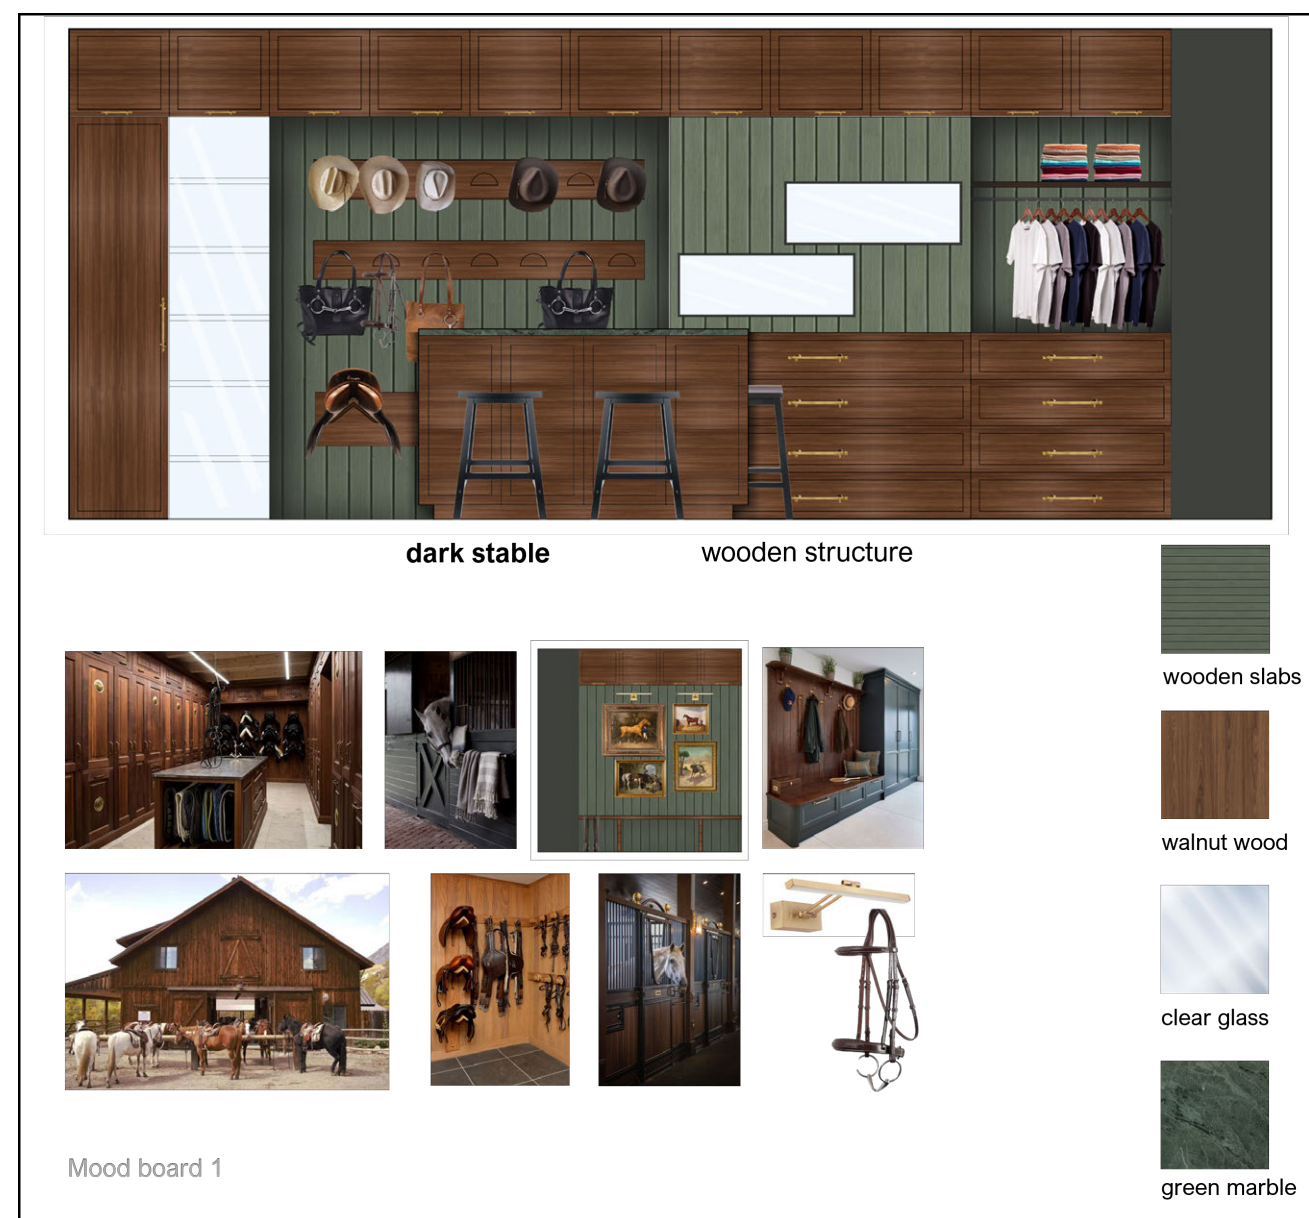 dark stable
wooden structure
wooden slabs
walnut wood
clear glass
green marble
Mood board 1